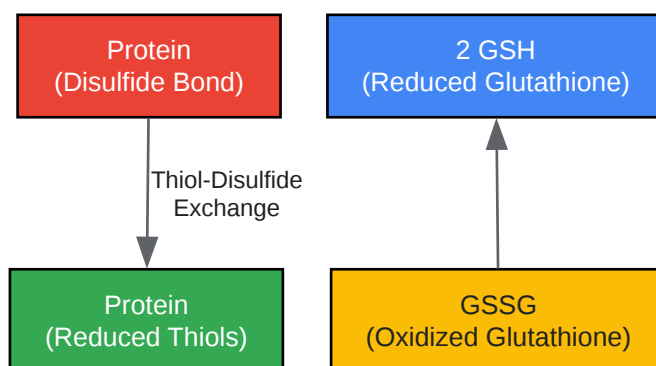 Protein
(Disulfide Bond)
2 GSH
(Reduced Glutathione)
Thiol-Disulfide
Exchange
Protein
(Reduced Thiols)
GSSG
(Oxidized Glutathione)